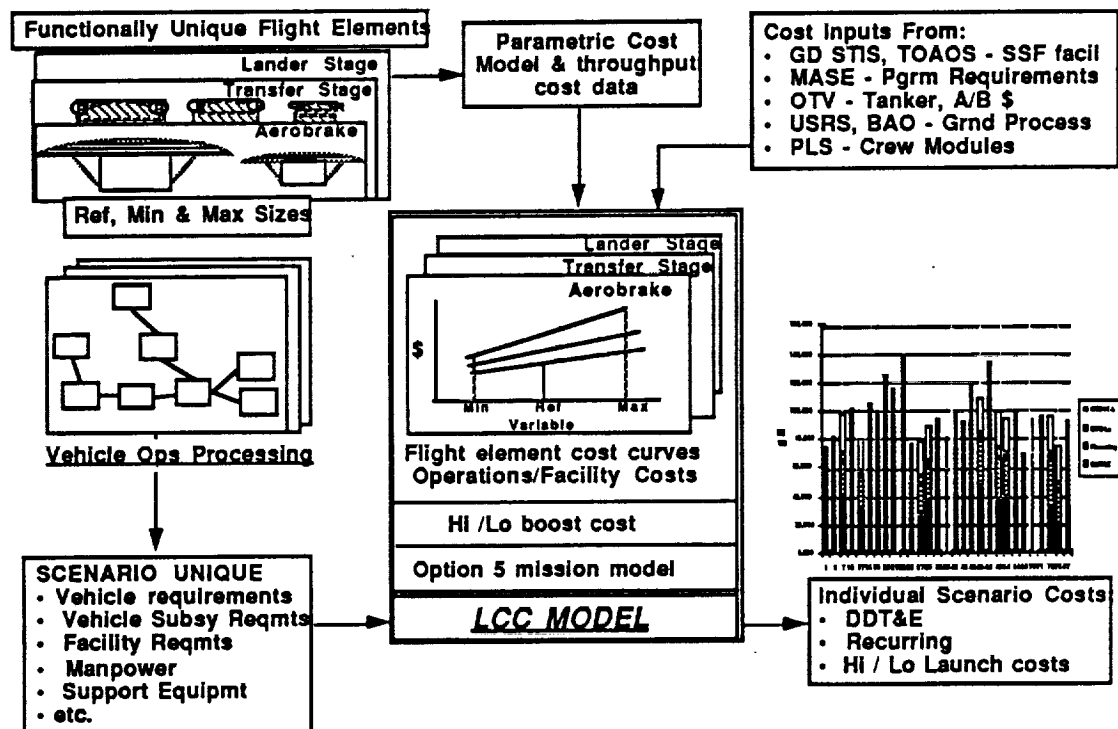 Functionally Unique Flight Elements
Lander Stage
Transfer Stage
Aerobrake
Ref, Min & Max Sizes
Parametric Cost
Model & throughput
cost data
Cost Inputs From:
• GD STIS, TOAOS - SSF facil
• MASE - Pgrm Requirements
• OTV - Tanker, A/B $
• USRS, BAO - Grnd Process
• PLS - Crew Modules
Vehicle Ops Processing
Lander Stage
Transfer Stage
Aerobrake
$
Min Ref Max
Variable
Flight element cost curves
Operations/Facility Costs
Hi /Lo boost cost
Option 5 mission model
LCC MODEL
SCENARIO UNIQUE
• Vehicle requirements
• Vehicle Subsy Reqmts
• Facility Reqmts
• Manpower
• Support Equipmt
• etc.
Individual Scenario Costs:
• DDT&E
• Recurring
• Hi / Lo Launch costs